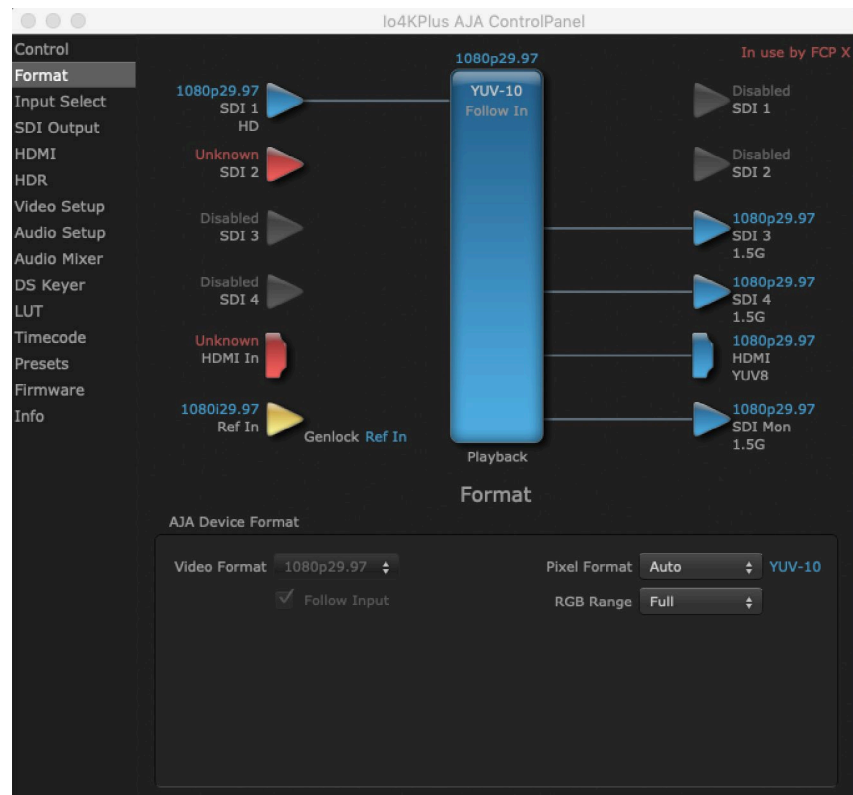 Io4KPlus AJA ControlPanel
Control
Format
Input Select
SDI Output
HDMI
HDR
Video Setup
Audio Setup
Audio Mixer
DS Keyer
LUT
Timecode
Presets
Firmware
Info
In use by FCP X
1080p29.97
YUV-10
Follow In
Playback
1080p29.97
SDI 1
HD
Unknown
SDI 2
Disabled
SDI 3
Disabled
SDI 4
Unknown
HDMI In
1080i29.97
Ref In
Genlock Ref In
Disabled
SDI 1
Disabled
SDI 2
1080p29.97
SDI 3
1.5G
1080p29.97
SDI 4
1.5G
1080p29.97
HDMI
YUV8
1080p29.97
SDI Mon
1.5G
Format
AJA Device Format
Video Format 1080p29.97
Follow Input
Pixel Format Auto YUV-10
RGB Range Full